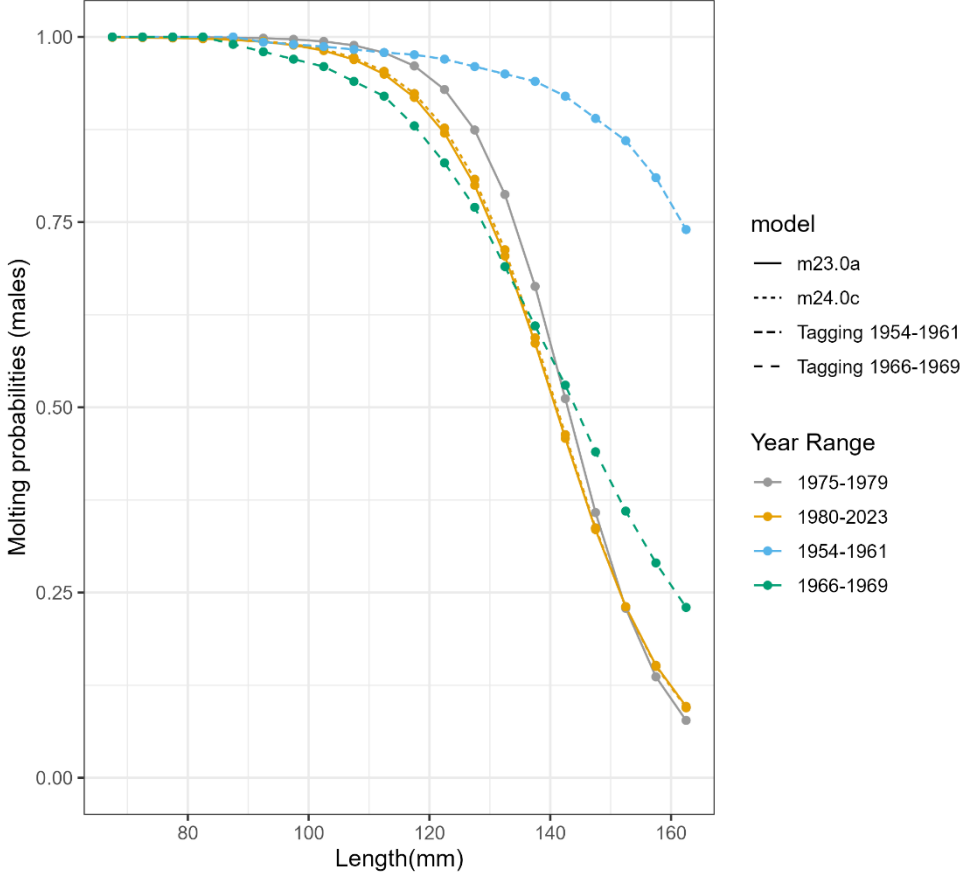 Molting probabilities (males)
1.00
0.75
0.50
0.25
0.00
80
100
120
140
160
Length(mm)
model
m23.0a
m24.0c
Tagging 1954-1961
Tagging 1966-1969
Year Range
1975-1979
1980-2023
1954-1961
1966-1969